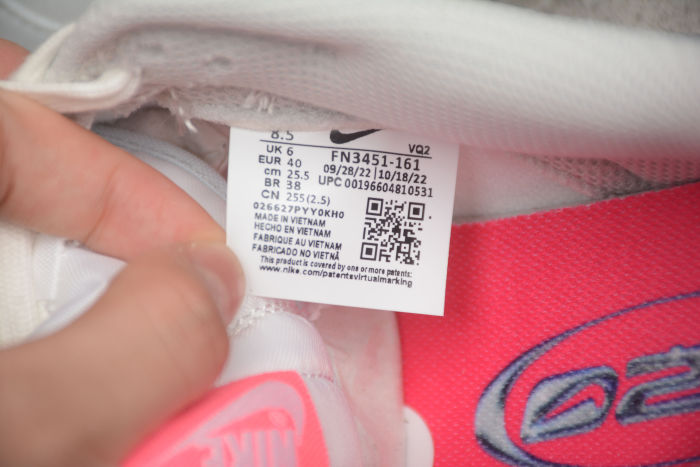 8.5
VQ2
UK 6
FN3451-161
EUR 40
09/28/22 | 10/18/22
cm 25.5
UPC 00196604810531
BR 38
CN 255(2.5)
026627PYY0KH0
MADE IN VIETNAM
HECHO EN VIETNAM
FABRIQUE AU VIETNAM
FABRICADO NO VIETNÃ
This product is covered by one or more patents:
www.nike.com/patentsvirtualmarking
NIKE